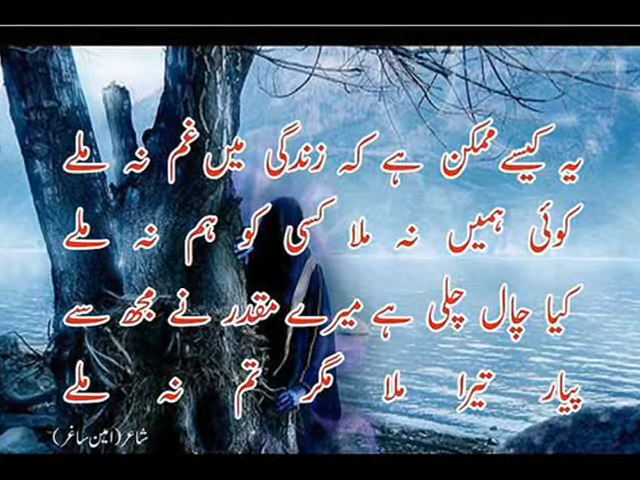 یہ کیسے ممکن ہے کہ زندگی میں غم نہ ملے
کوئی ہمیں نہ ملا کسی کو ہم نہ ملے
کیا چال چلی ہے میرے مقدر نے مجھ سے
پیار تیرا ملا مگر تم نہ ملے
شاعر (امین ساغر)